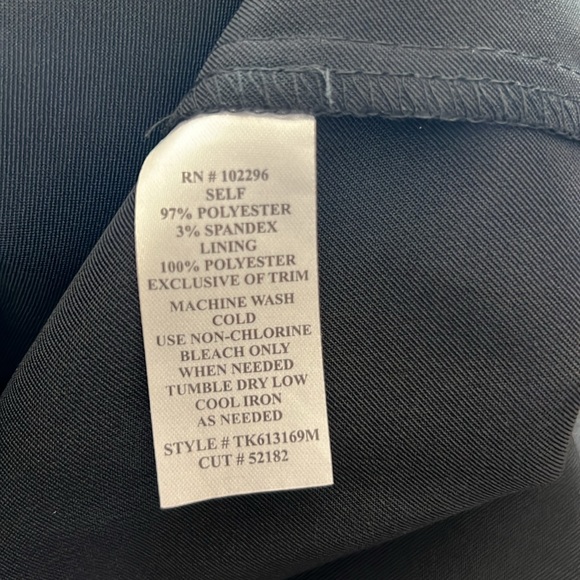 RN # 102296
SELF
97% POLYESTER
3% SPANDEX
LINING
100% POLYESTER
EXCLUSIVE OF TRIM
MACHINE WASH
COLD
USE NON-CHLORINE
BLEACH ONLY
WHEN NEEDED
TUMBLE DRY LOW
COOL IRON
AS NEEDED
STYLE # TK613169M
CUT # 52182